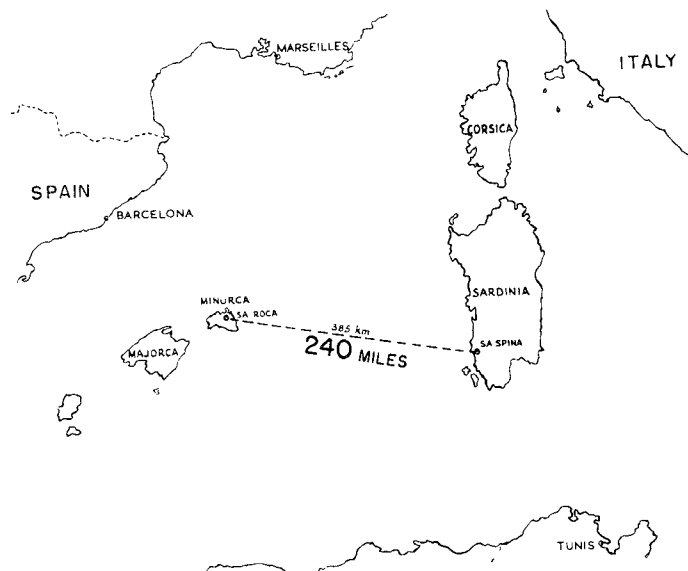 MARSEILLES
ITALY
CORSICA
SPAIN
BARCELONA
SARDINIA
MINURCA
SA ROCA
385 km
240 MILES
SA SPINA
MAJORCA
TUNIS